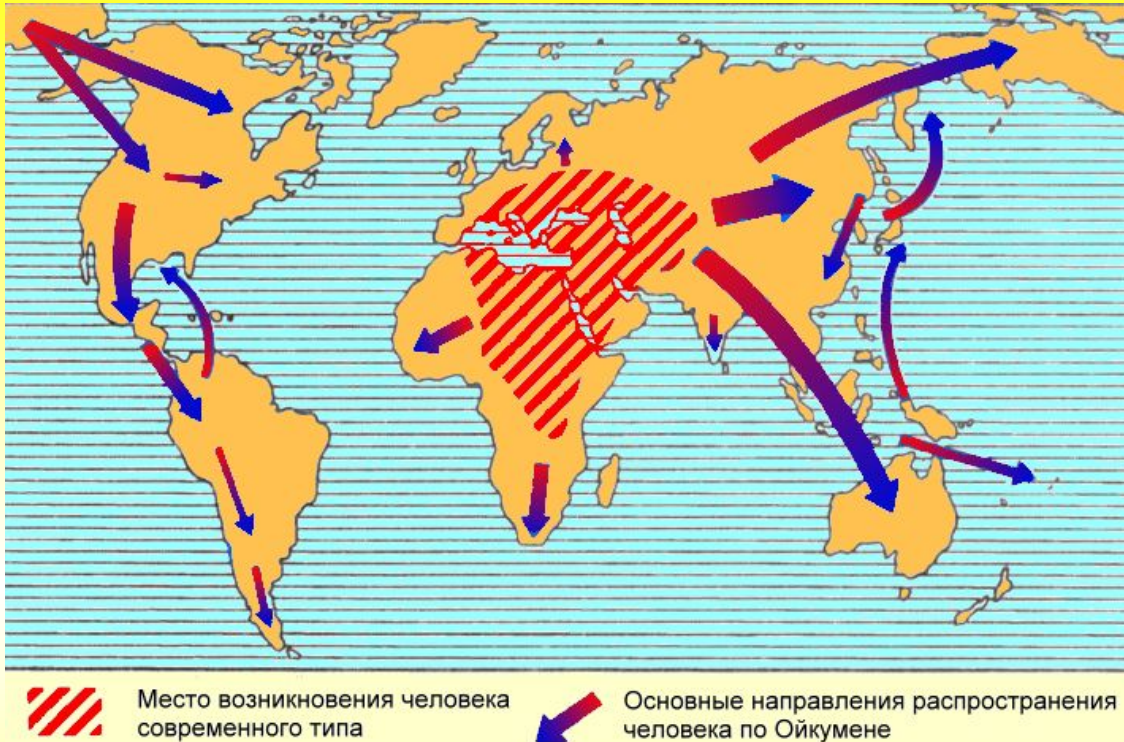 Место возникновения человека
современного типа
Основные направления распространения
человека по Ойкумене